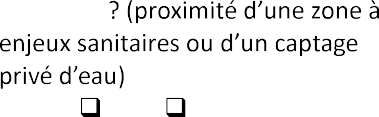 ? (proximité d'une zone à
enjeux sanitaires ou d'un captage
privé d'eau)
❑ ❑